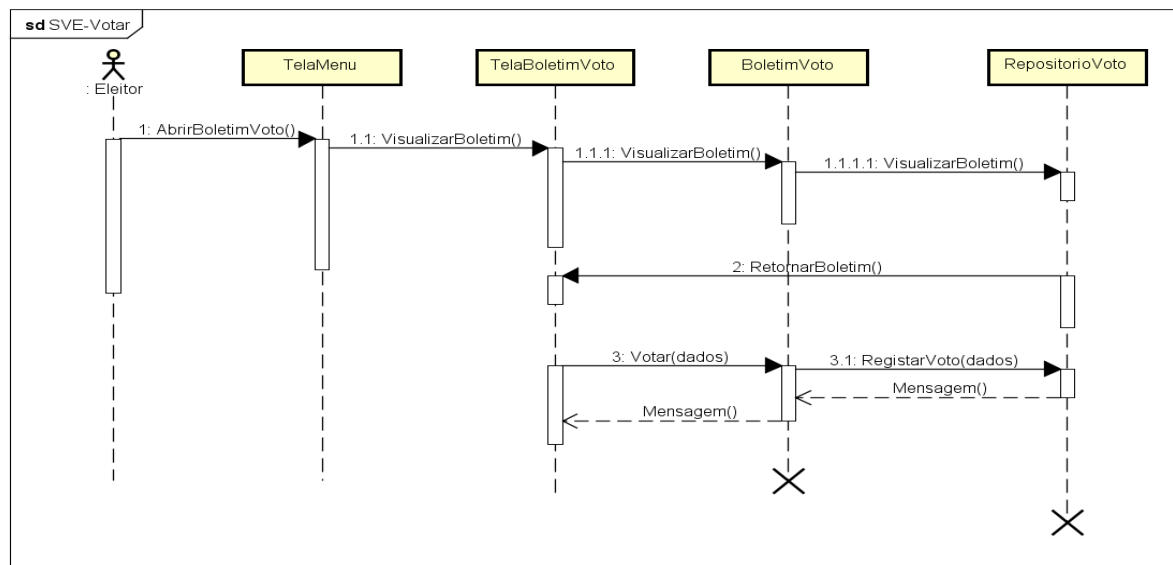 sd SVE-Votar
: Eleitor
TelaMenu
TelaBoletimVoto
BoletimVoto
RepositorioVoto
1: AbrirBoletimVoto()
1.1: VisualizarBoletim()
1.1.1: VisualizarBoletim()
1.1.1.1: VisualizarBoletim()
2: RetornarBoletim()
3: Votar(dados)
3.1: RegistarVoto(dados)
Mensagem()
Mensagem()